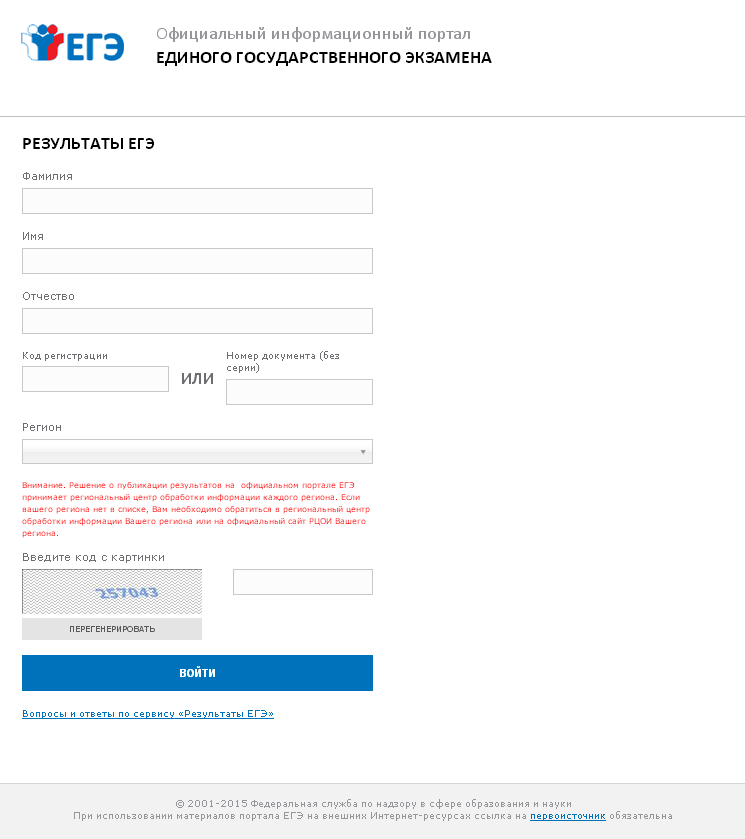 ЕГЭ
Официальный информационный портал
ЕДИНОГО ГОСУДАРСТВЕННОГО ЭКЗАМЕНА
РЕЗУЛЬТАТЫ ЕГЭ
Фамилия
Имя
Отчество
Код регистрации
ИЛИ
Номер документа (без
серии)
Регион
Внимание. Решение о публикации результатов на официальном портале ЕГЭ
принимает региональный центр обработки информации каждого региона. Если
вашего региона нет в списке, Вам необходимо обратиться в региональный центр
обработки информации Вашего региона или на официальный сайт РЦОИ Вашего
региона.
Введите код с картинки
257043
ПЕРЕГЕНЕРИРОВАТЬ
ВОЙТИ
Вопросы и ответы по сервису «Результаты ЕГЭ»
© 2001-2015 Федеральная служба по надзору в сфере образования и науки
При использовании материалов портала ЕГЭ на внешних Интернет-ресурсах ссылка на первоисточник обязательна